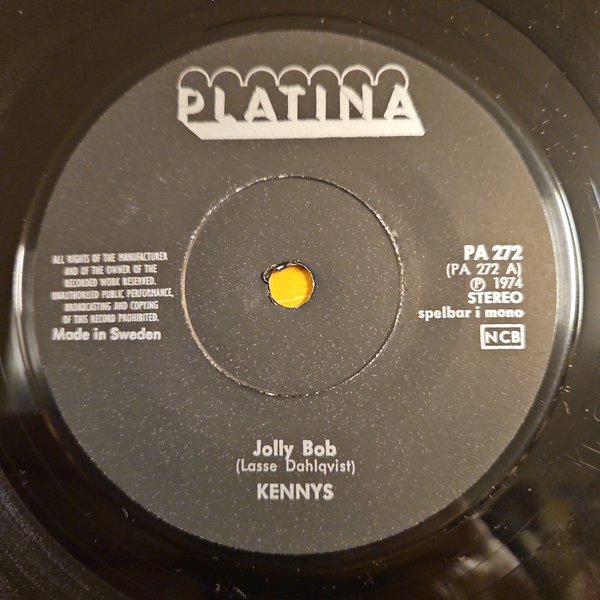 PLATINA
ALL RIGHTS OF THE MANUFACTURER
AND OF THE OWNER OF THE
RECORDED WORK RESERVED.
UNAUTHORISED PUBLIC PERFORMANCE,
BROADCASTING AND COPYING
OF THIS RECORD PROHIBITED.
Made in Sweden
PA 272
(PA 272 A)
Ⓟ 1974
STEREO
spelbar i mono
NCB
Jolly Bob
(Lasse Dahlqvist)
KENNYS